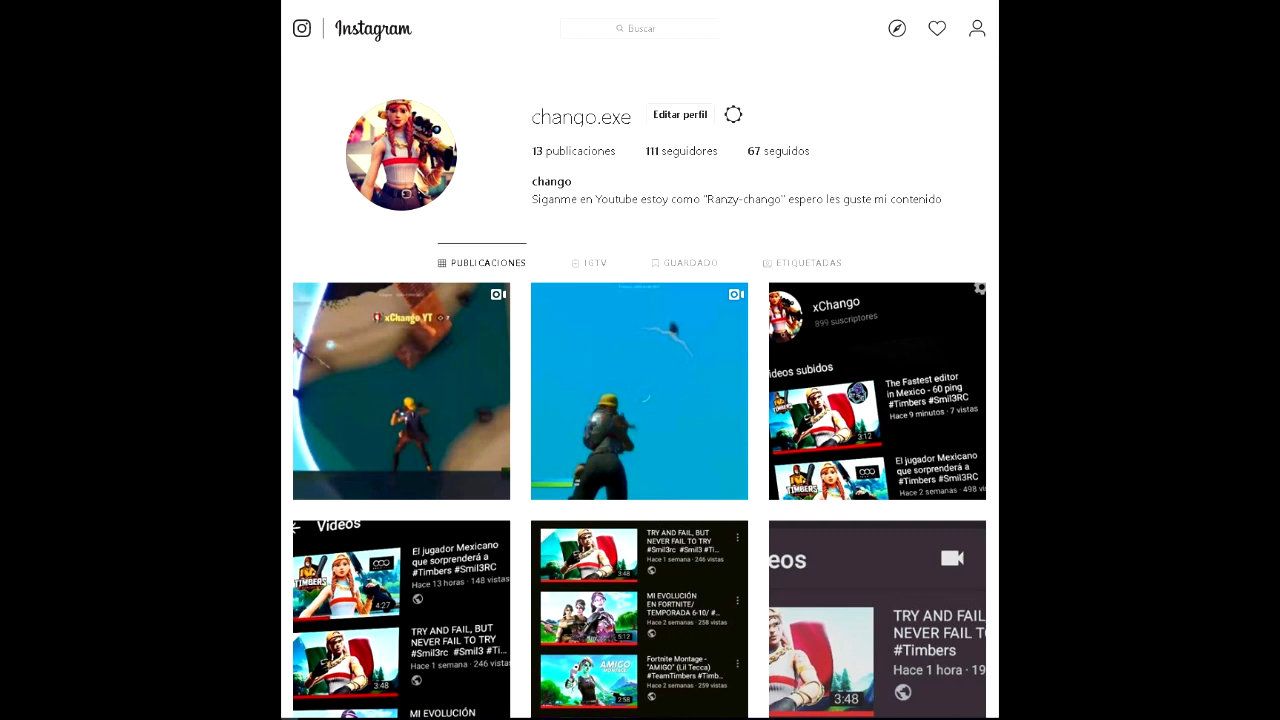 Instagram
Buscar
chango.exe
Editar perfil
13 publicaciones 111 seguidores 67 seguidos
chango
Siganme en Youtube estoy como "Ranzy-chango" espero les guste mi contenido
PUBLICACIONES IGTV GUARDADO ETIQUETADAS
xChango YT
xChango
899 suscriptores
ideos subidos
The Fastest editor
in Mexico - 60 ping
#Timbers #Smil3RC
Hace 9 minutos · 7 vistas
3:12
El jugador Mexicano
que sorprenderá a
#Timbers #Smil3RC
Hace 2 semanas · 498 vi
TIMBERS
Videos
El jugador Mexicano
que sorprenderá a
#Timbers #Smil3RC
Hace 13 horas · 148 vistas
TIMBERS
4:27
TRY AND FAIL, BUT
NEVER FAIL TO TRY
#Smil3rc #Smil3 #Ti...
Hace 1 semana · 246 vistas
3:48
MI EVOLUCIÓN
TRY AND FAIL, BUT
NEVER FAIL TO TRY
#Smil3rc #Smil3 #Ti...
Hace 1 semana · 246 vistas
3:48
MI EVOLUCIÓN
EN FORTNITE/
TEMPORADA 6-10/ #...
Hace 2 semanas · 258 vistas
5:12
Fortnite Montage -
"AMIGO" (Lil Tecca)
#TeamTimbers #Timb...
Hace 2 semanas · 259 vistas
AMIGO
MONTAGE
2:58
eos
TRY AND FAIL
NEVER FAIL TO
#Timbers
Hace 1 hora · 19
3:48